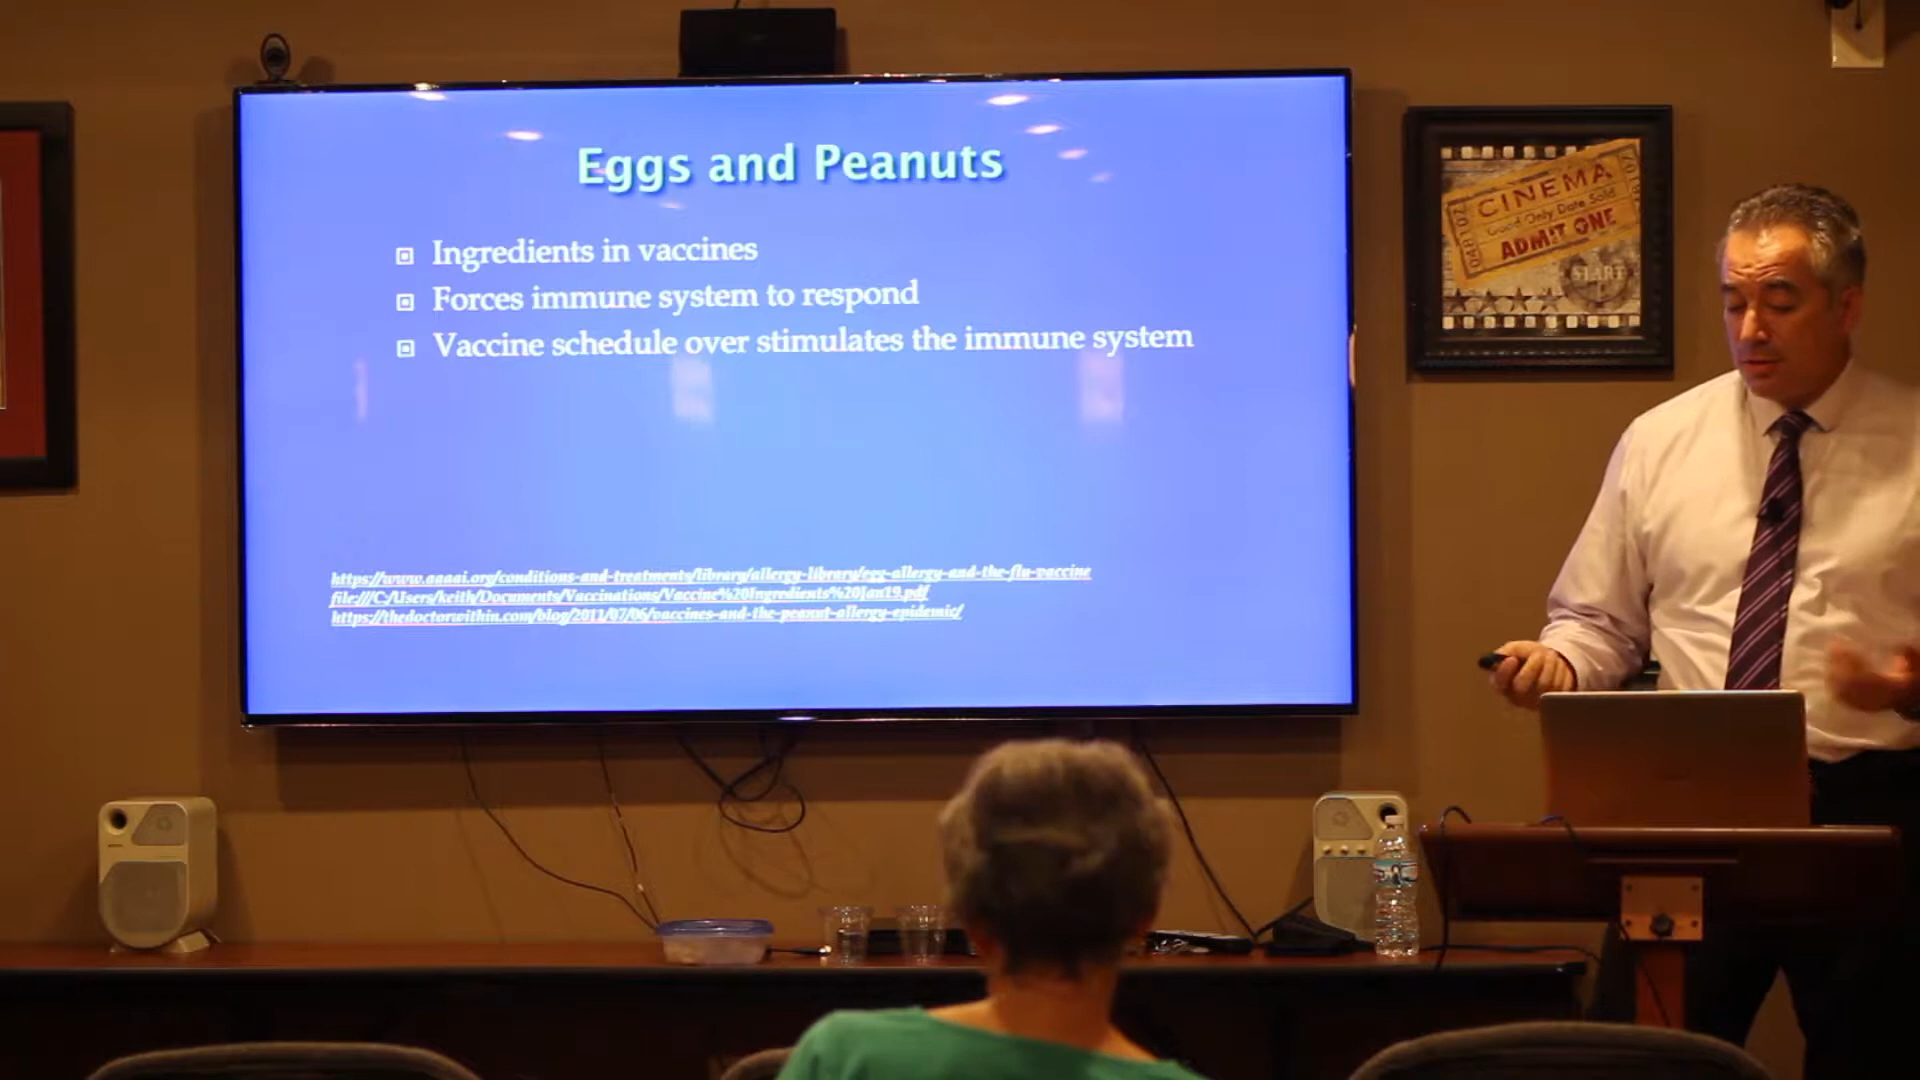 Eggs and Peanuts
Ingredients in vaccines
Forces immune system to respond
Vaccine schedule over stimulates the immune system
https://www.aaaai.org/conditions-and-treatments/library/allergy-library/egg-allergy-and-the-flu-vaccine
file:///C:/Users/keith/Documents/Vaccinations/Vaccine%20Ingredients%20Jan19.pdf
https://thedoctorwithin.com/blog/2011/07/06/vaccines-and-the-peanut-allergy-epidemic/
CINEMA
Good Only Date Sold
ADMIT ONE
START